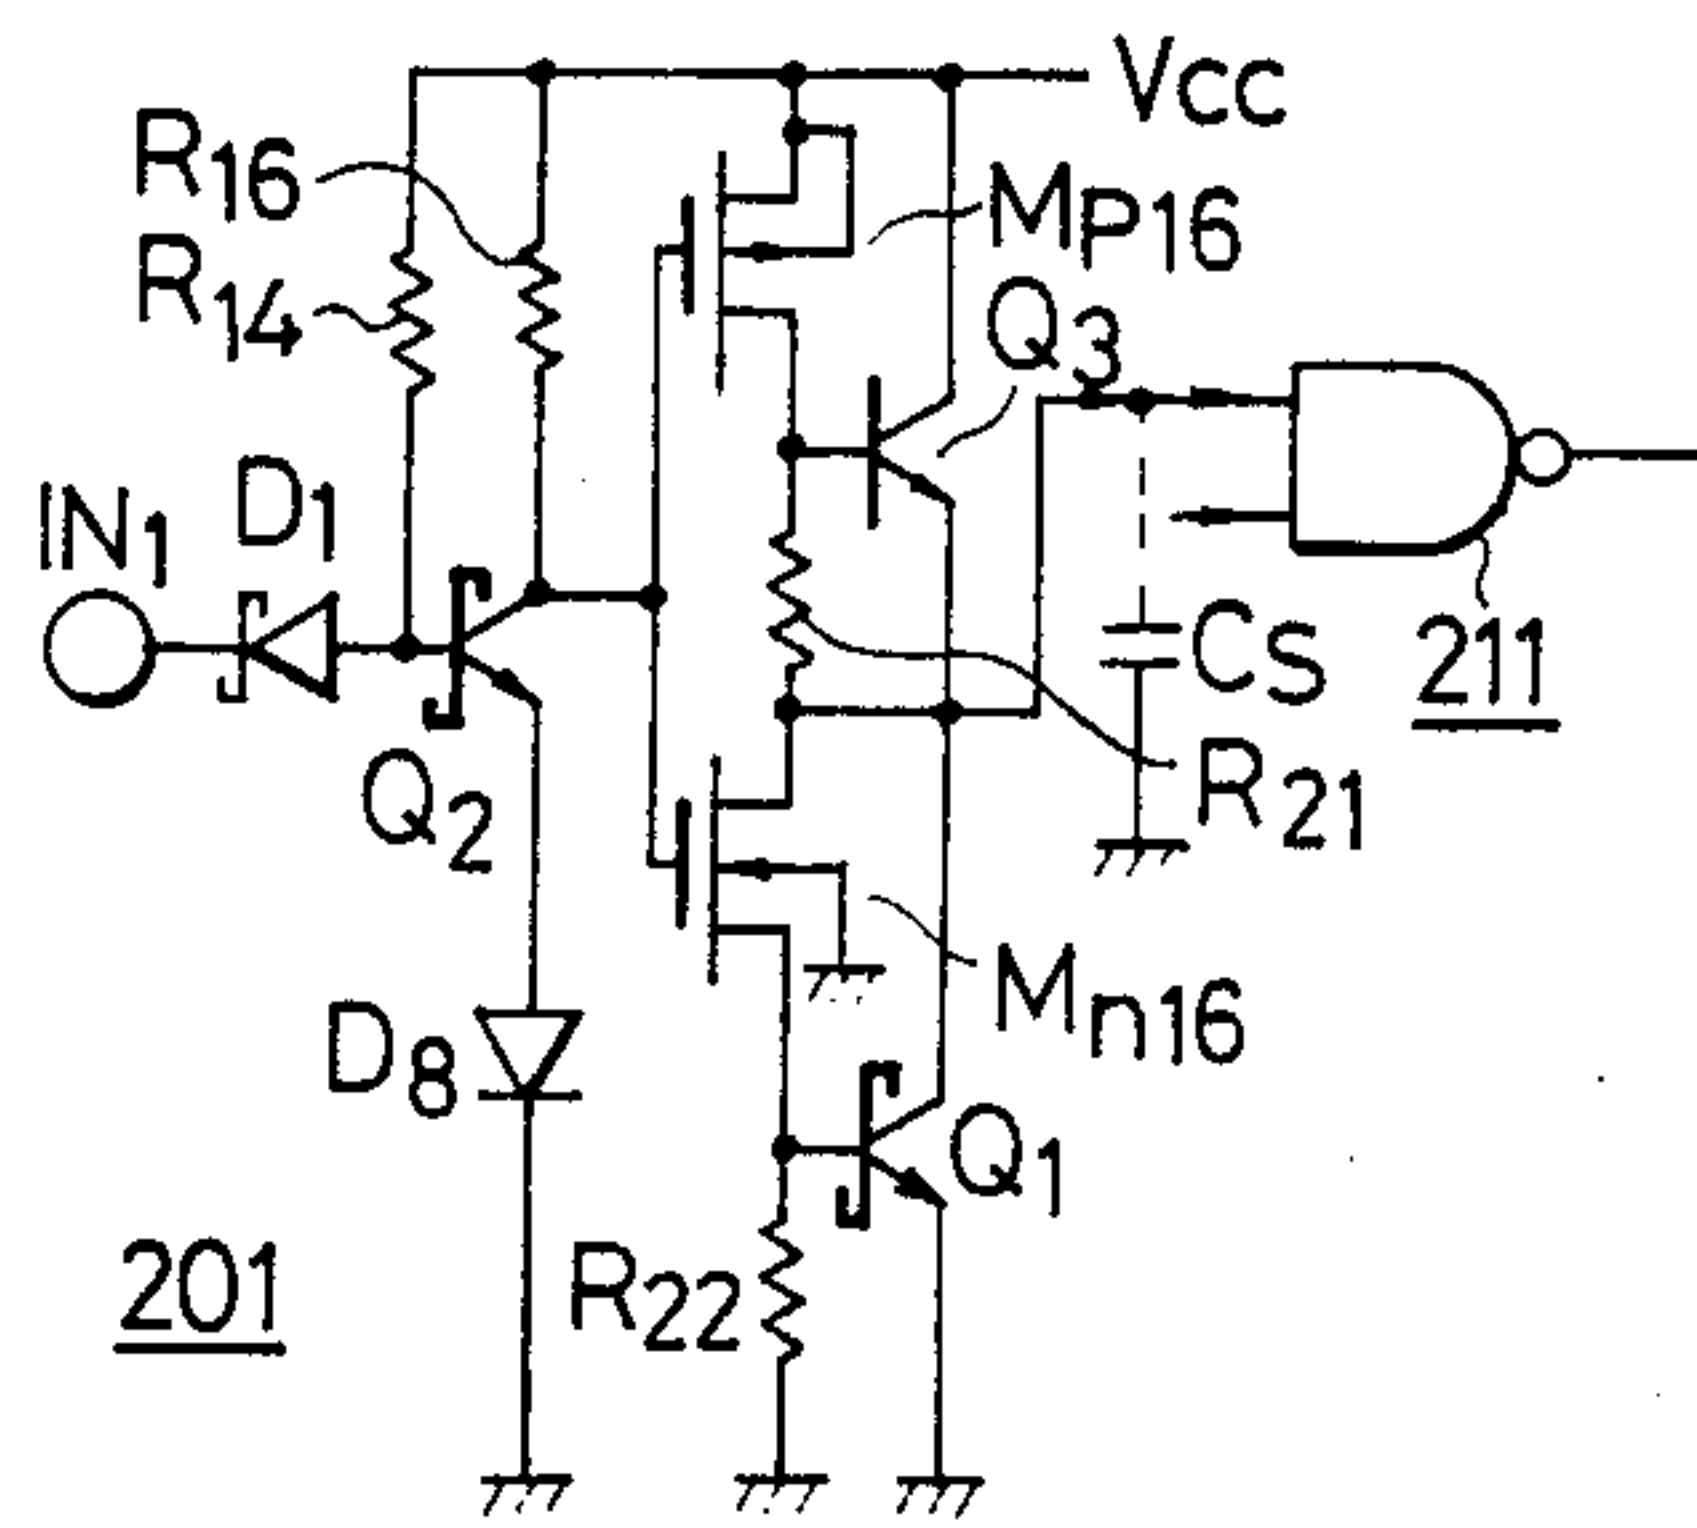 Vcc
R16
MP16
R14
Q3
D1
IN1
Cs
211
Q2
R21
Mn16
D8
Q1
201
R22